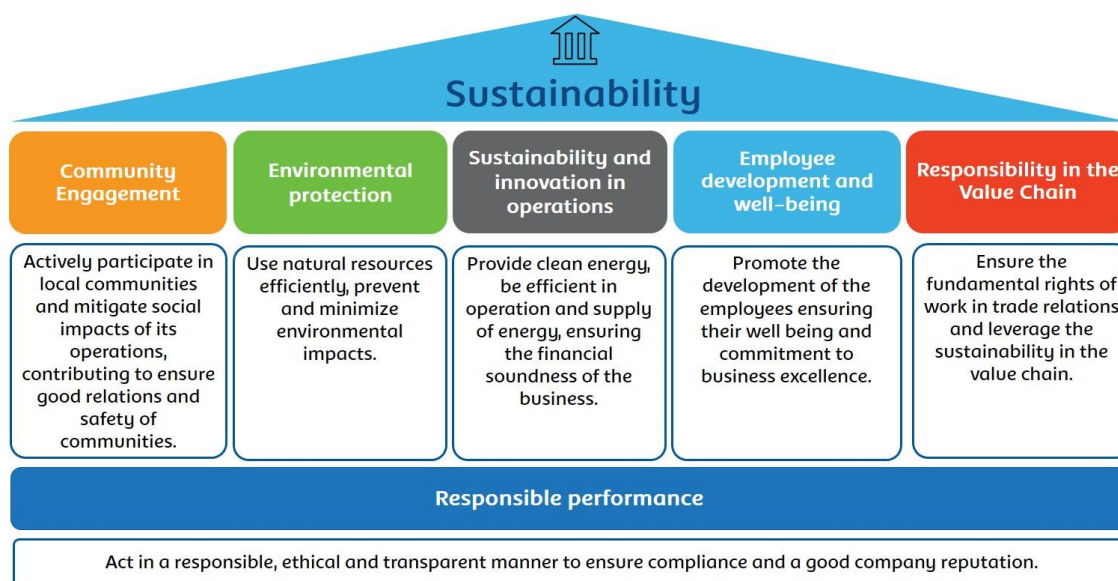 Sustainability
Community
Engagement
Environmental
protection
Sustainability and
innovation in
operations
Employee
development and
well-being
Responsibility in the
Value Chain
Actively participate in
local communities
and mitigate social
impacts of its
operations,
contributing to ensure
good relations and
safety of
communities.
Use natural resources
efficiently, prevent
and minimize
environmental
impacts.
Provide clean energy,
be efficient in
operation and supply
of energy, ensuring
the financial
soundness of the
business.
Promote the
development of the
employees ensuring
their well being and
commitment to
business excellence.
Ensure the
fundamental rights of
work in trade relations
and leverage the
sustainability in the
value chain.
Responsible performance
Act in a responsible, ethical and transparent manner to ensure compliance and a good company reputation.